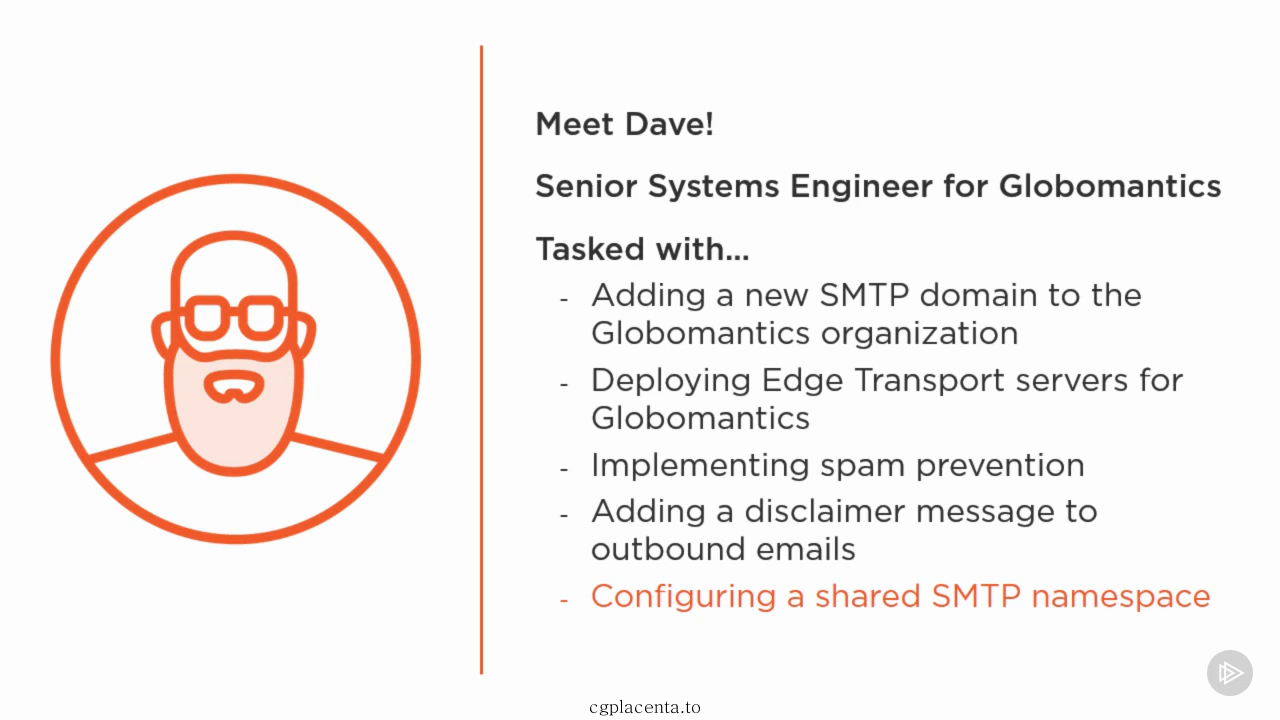 Meet Dave!
Senior Systems Engineer for Globomantics
Tasked with...
- Adding a new SMTP domain to the
Globomantics organization
- Deploying Edge Transport servers for
Globomantics
- Implementing spam prevention
- Adding a disclaimer message to
outbound emails
- Configuring a shared SMTP namespace
cgplacenta.to